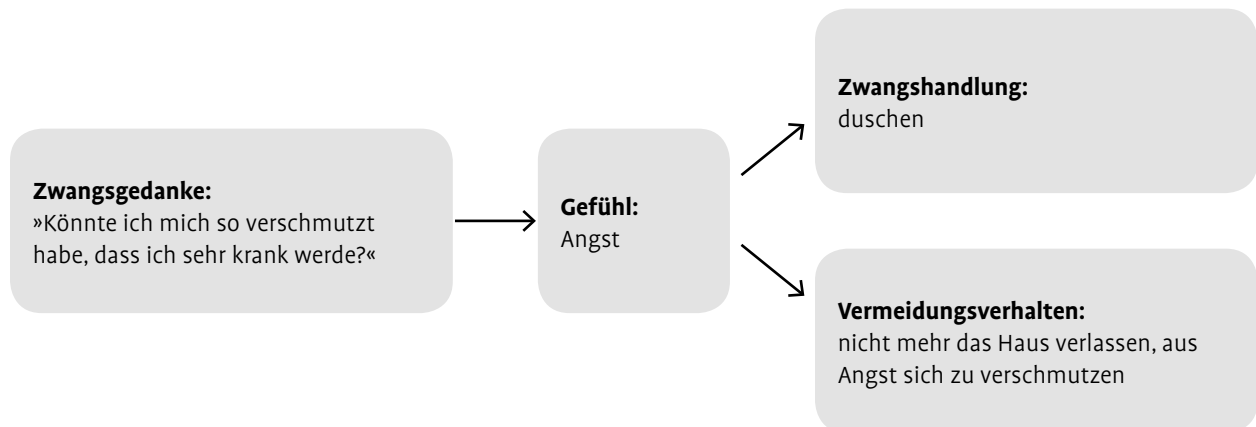 Zwangsgedanke:
»Könnte ich mich so verschmutzt
habe, dass ich sehr krank werde?«
Gefühl:
Angst
Zwangshandlung:
duschen
Vermeidungsverhalten:
nicht mehr das Haus verlassen, aus
Angst sich zu verschmutzen